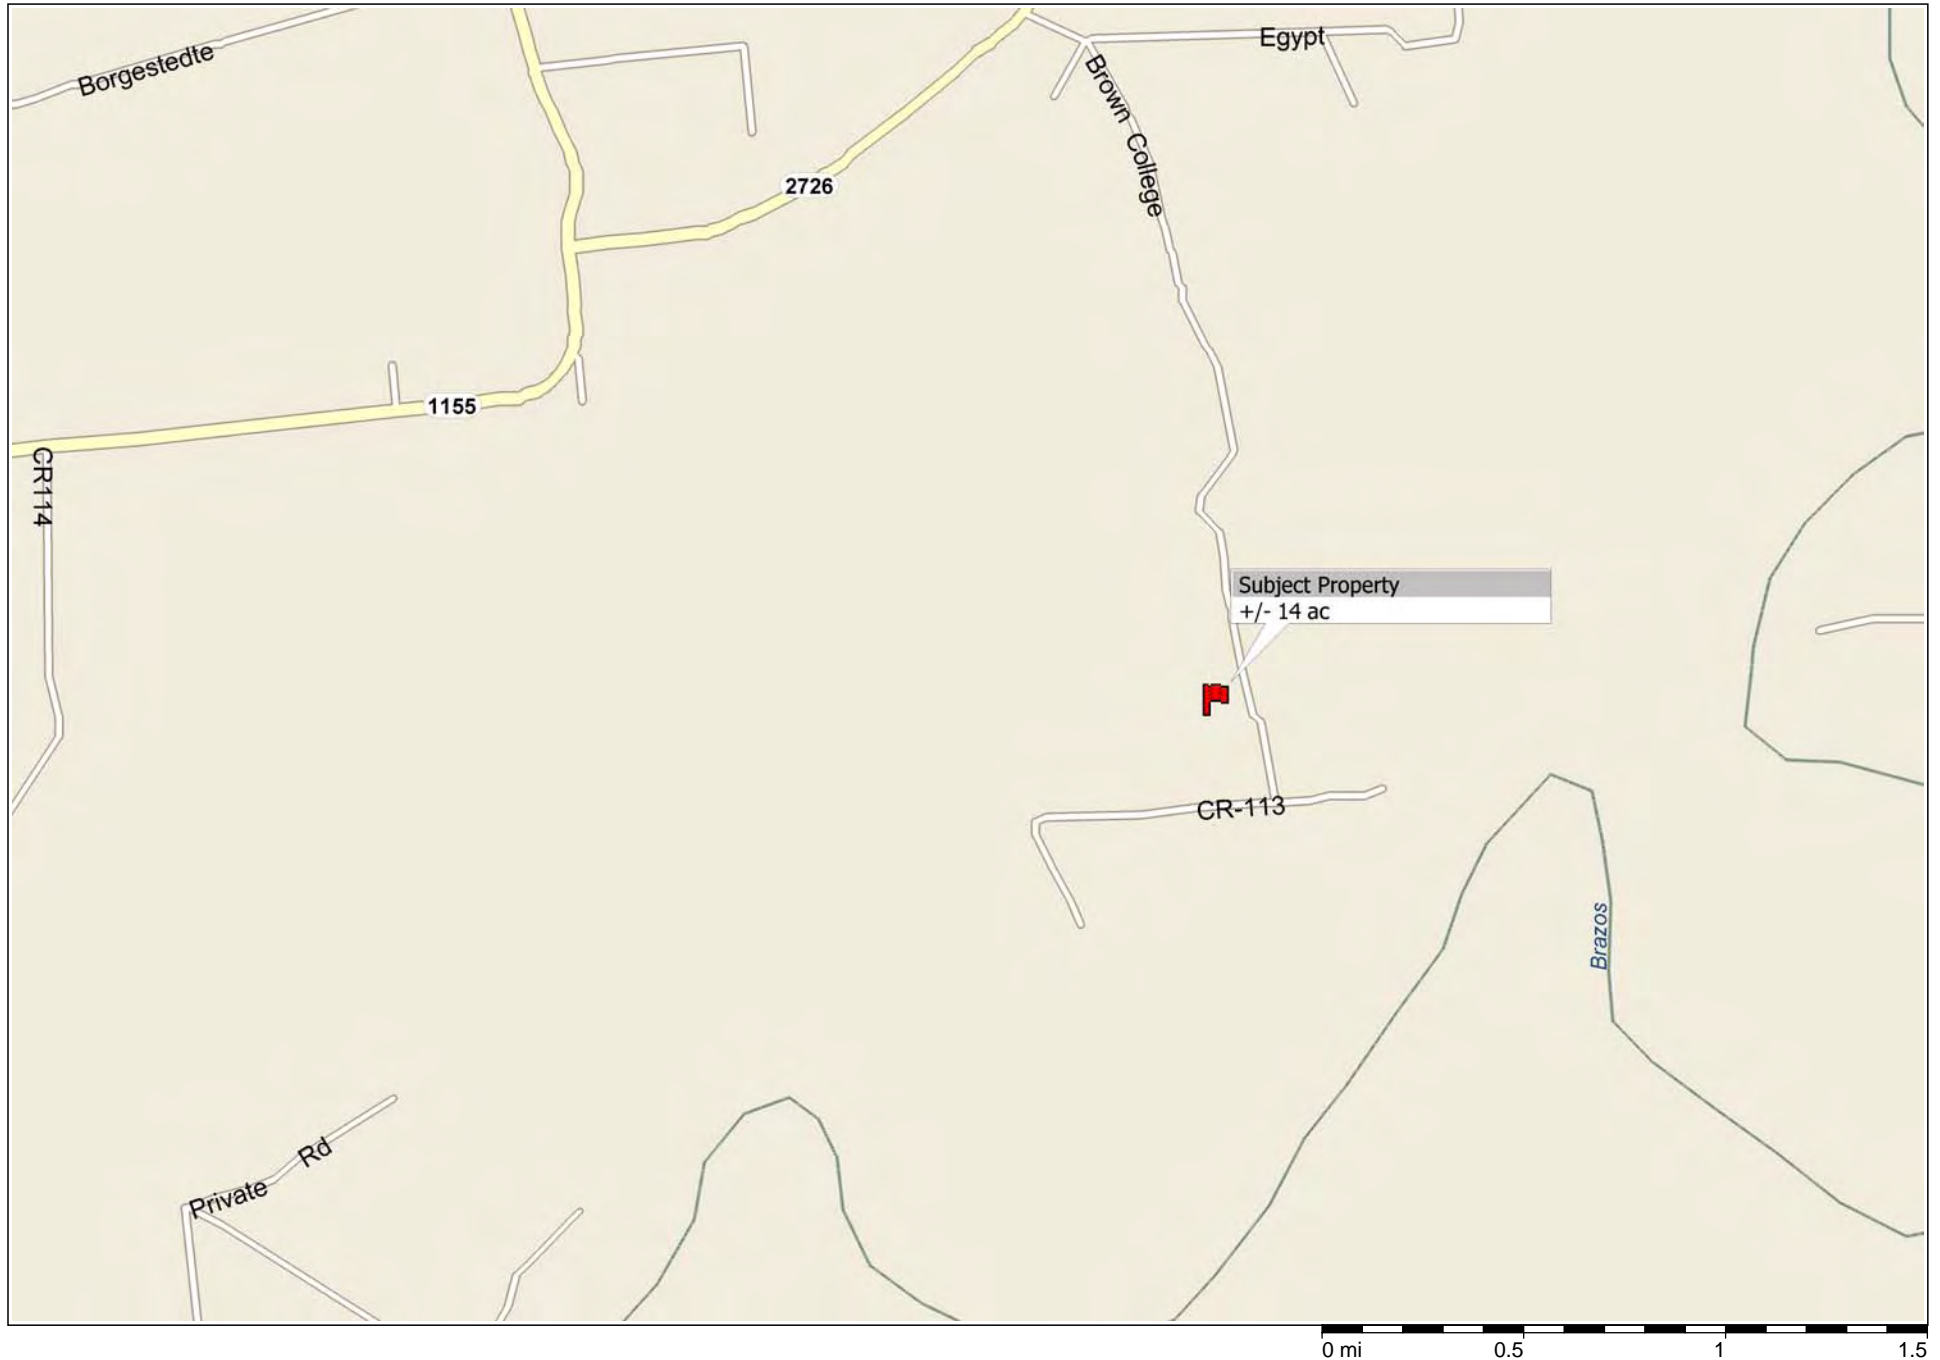 Egypt
Borgestedte
Brown College
2726
1155
CR114
Subject Property
+/- 14 ac
CR-113
Brazos
Private Rd
0 mi 0.5 1 1.5